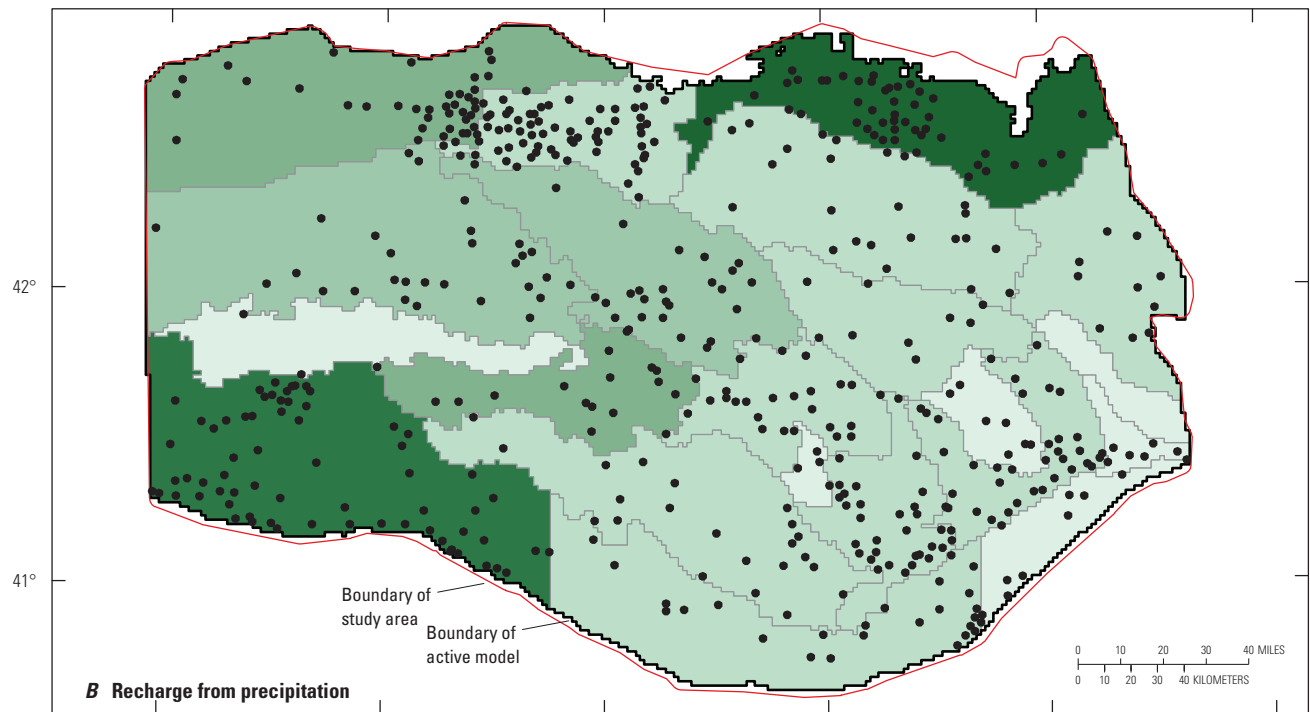 42°
41°
Boundary of
study area
Boundary of
active model
0 10 20 30 40 MILES
0 10 20 30 40 KILOMETERS
B Recharge from precipitation